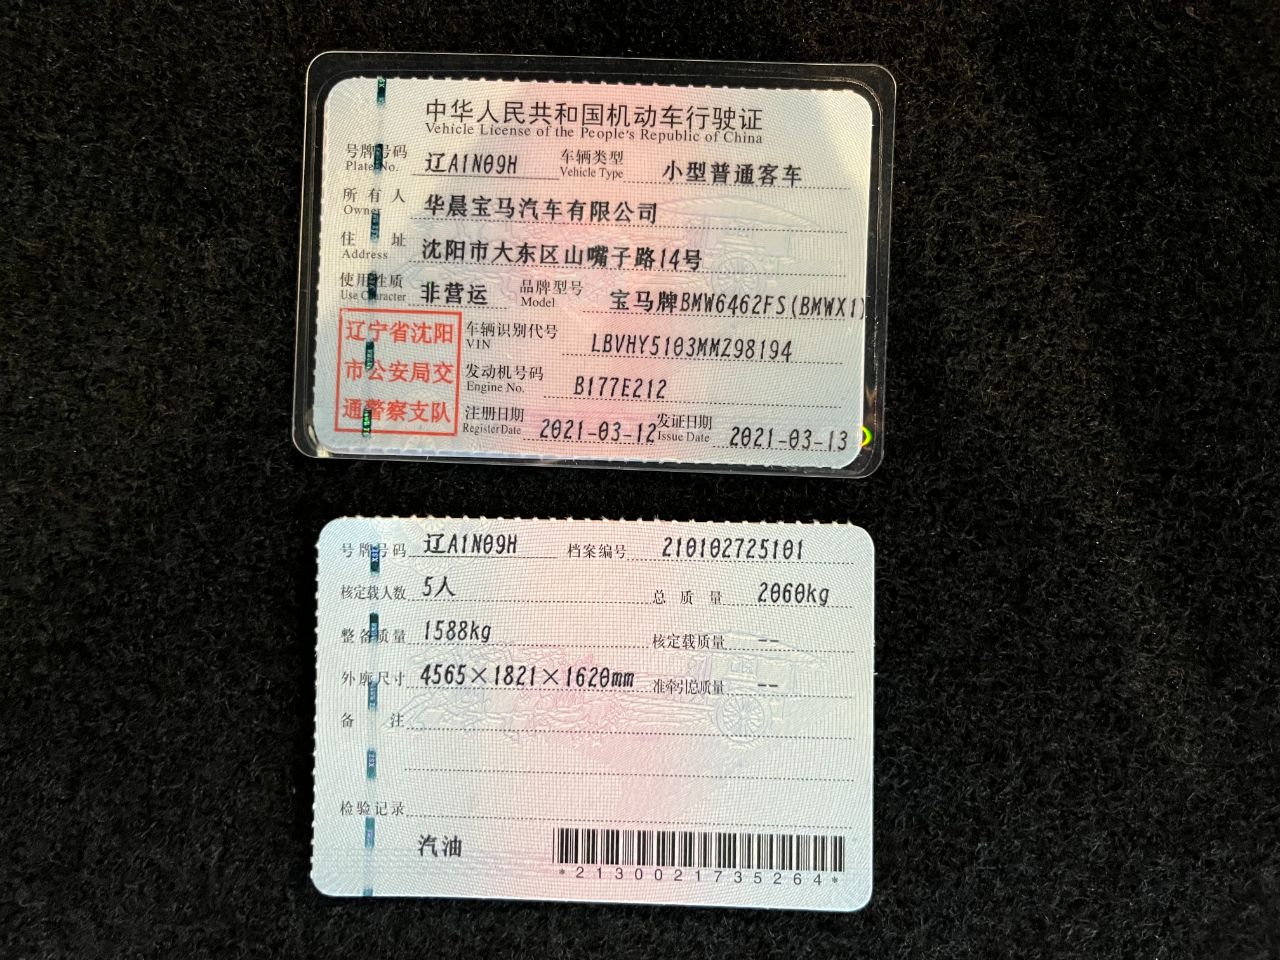 中华人民共和国机动车行驶证
Vehicle License of the People's Republic of China
号牌号码 辽A1N09H 车辆类型 小型普通客车
Plate No. Vehicle Type
所有人 华晨宝马汽车有限公司
Owner
住址 沈阳市大东区山嘴子路14号
Address
使用性质 非营运 品牌型号 宝马牌BMW6462FS(BMWX1)
Use Character Model
辽宁省沈阳
市公安局交
通警察支队
车辆识别代号 LBVHY5103MMZ98194
VIN
发动机号码 B177E212
Engine No.
注册日期 2021-03-12 发证日期 2021-03-13
Register Date Issue Date
号牌号码 辽A1N09H 档案编号 210102725101
核定载人数 5人 总质量 2060kg
整备质量 1588kg 核定载质量 --
外廓尺寸 4565×1821×1620mm 准牵引总质量 --
备注
检验记录
汽油
*2130021735264*